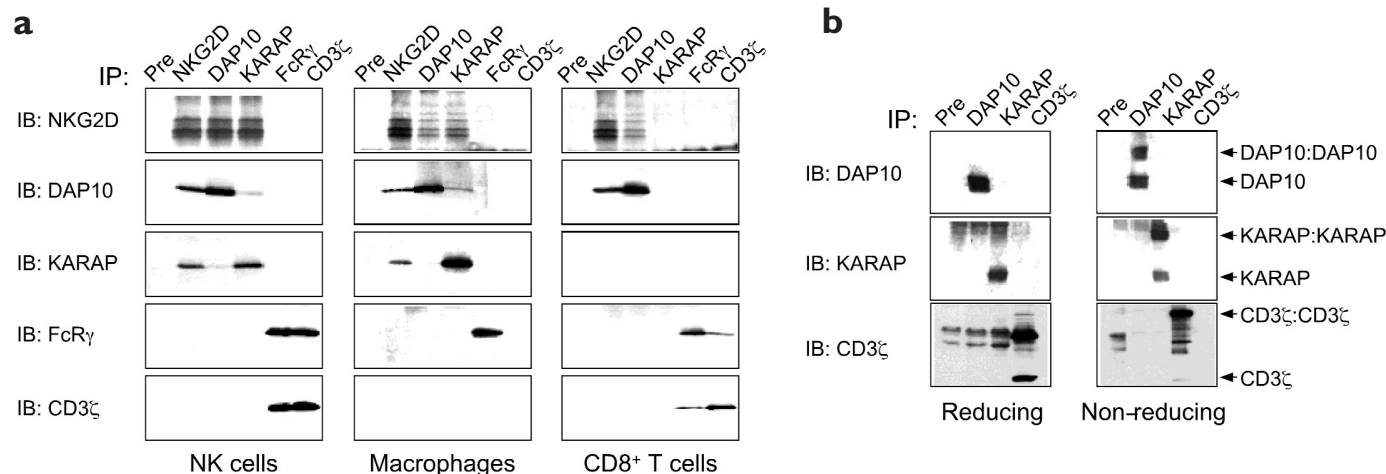 a
IP: Pre NKG2D DAP10 KARAP FcRγ CD3ζ Pre NKG2D DAP10 KARAP FcRγ CD3ζ Pre NKG2D DAP10 KARAP FcRγ CD3ζ
IB: NKG2D
IB: DAP10
IB: KARAP
IB: FcRγ
IB: CD3ζ
NK cells Macrophages CD8⁺ T cells
b
IP: Pre DAP10 KARAP CD3ζ Pre DAP10 KARAP CD3ζ
IB: DAP10
DAP10:DAP10
DAP10
IB: KARAP
KARAP:KARAP
KARAP
IB: CD3ζ
CD3ζ:CD3ζ
CD3ζ
Reducing Non-reducing